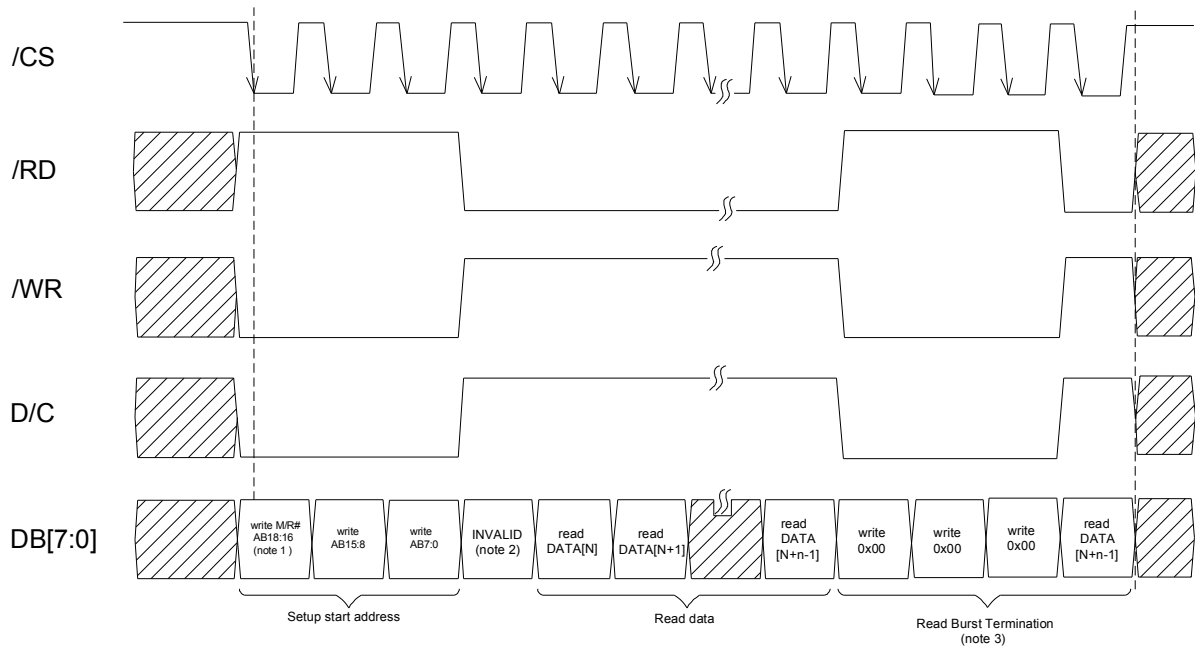 /CS
/RD
/WR
D/C
DB[7:0]
write M/R#
AB18:16
(note 1 )
write
AB15:8
write
AB7:0
INVALID
(note 2)
read
DATA[N]
read
DATA[N+1]
read
DATA
[N+n-1]
write
0x00
write
0x00
write
0x00
read
DATA
[N+n-1]
Setup start address
Read data
Read Burst Termination
(note 3)